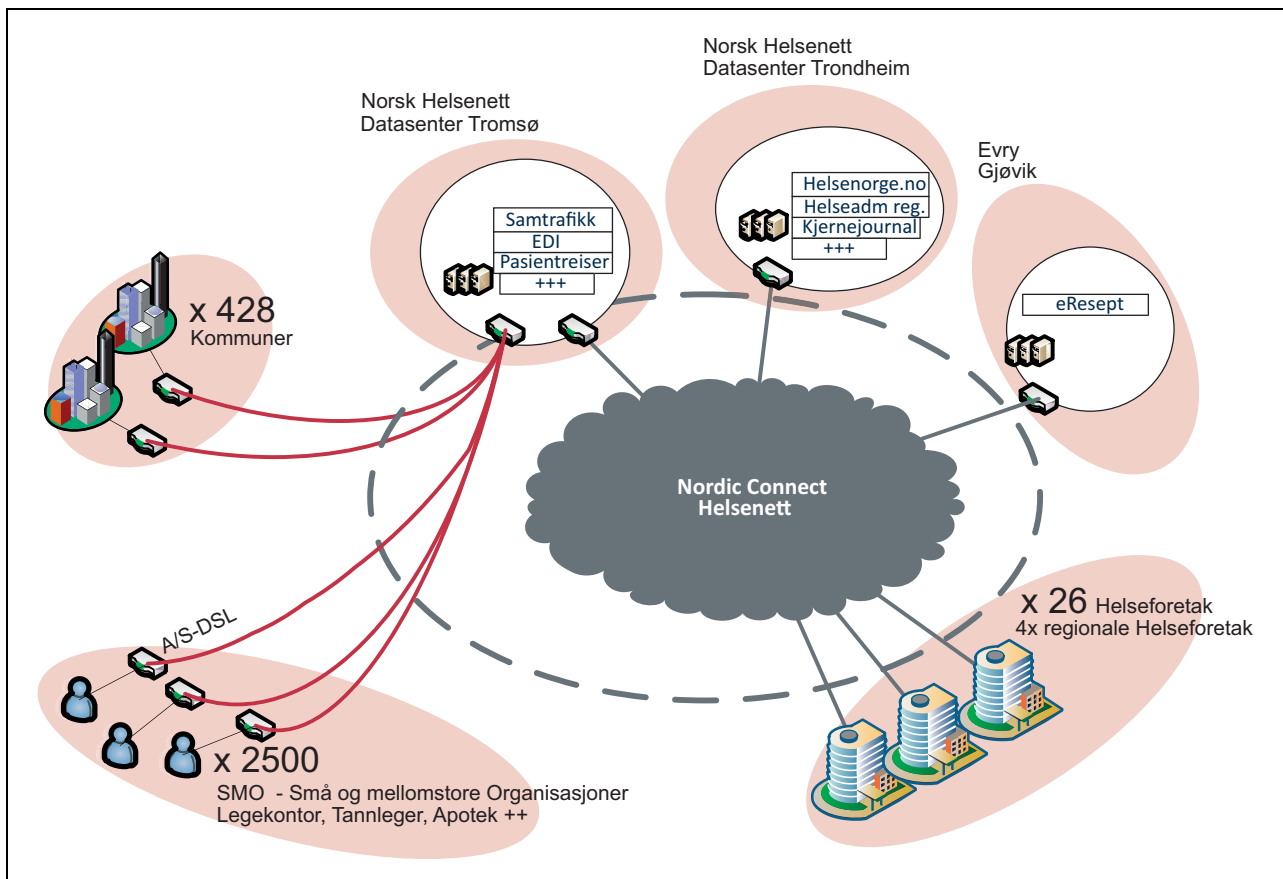 Norsk Helsenett
Datasenter Trondheim
Norsk Helsenett
Datasenter Tromsø
Evry
Gjøvik
Helsenorge.no
Helseadm reg.
Kjernejournal
+++
Samtrafikk
EDI
Pasientreiser
+++
eResept
x 428
Kommuner
Nordic Connect
Helsenett
A/S-DSL
x 26 Helseforetak
4x regionale Helseforetak
x 2500
SMO - Små og mellomstore Organisasjoner
Legekontor, Tannleger, Apotek ++